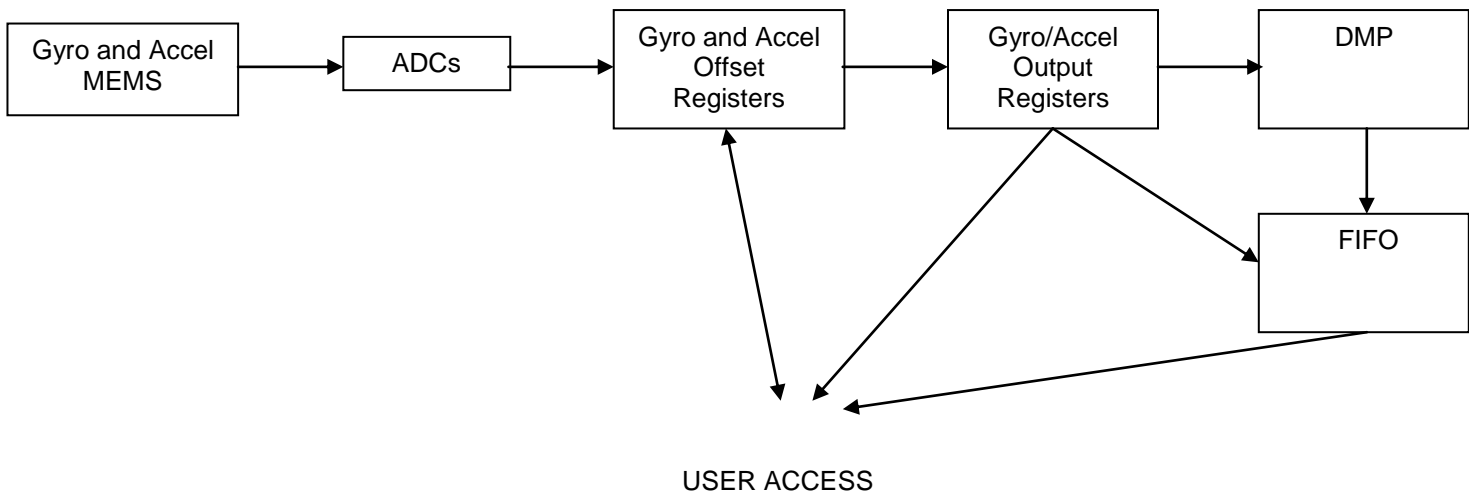 Gyro and Accel
MEMS
ADCs
Gyro and Accel
Offset
Registers
Gyro/Accel
Output
Registers
DMP
FIFO
USER ACCESS